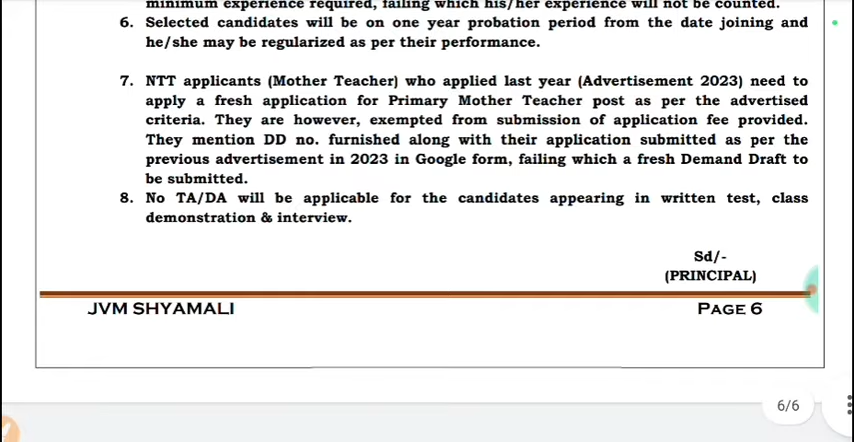 minimum experience required, failing which his/her experience will not be counted.
6. Selected candidates will be on one year probation period from the date joining and
he/she may be regularized as per their performance.
7. NTT applicants (Mother Teacher) who applied last year (Advertisement 2023) need to
apply a fresh application for Primary Mother Teacher post as per the advertised
criteria. They are however, exempted from submission of application fee provided.
They mention DD no. furnished along with their application submitted as per the
previous advertisement in 2023 in Google form, failing which a fresh Demand Draft to
be submitted.
8. No TA/DA will be applicable for the candidates appearing in written test, class
demonstration & interview.
Sd/-
(PRINCIPAL)
JVM SHYAMALI PAGE 6
6/6